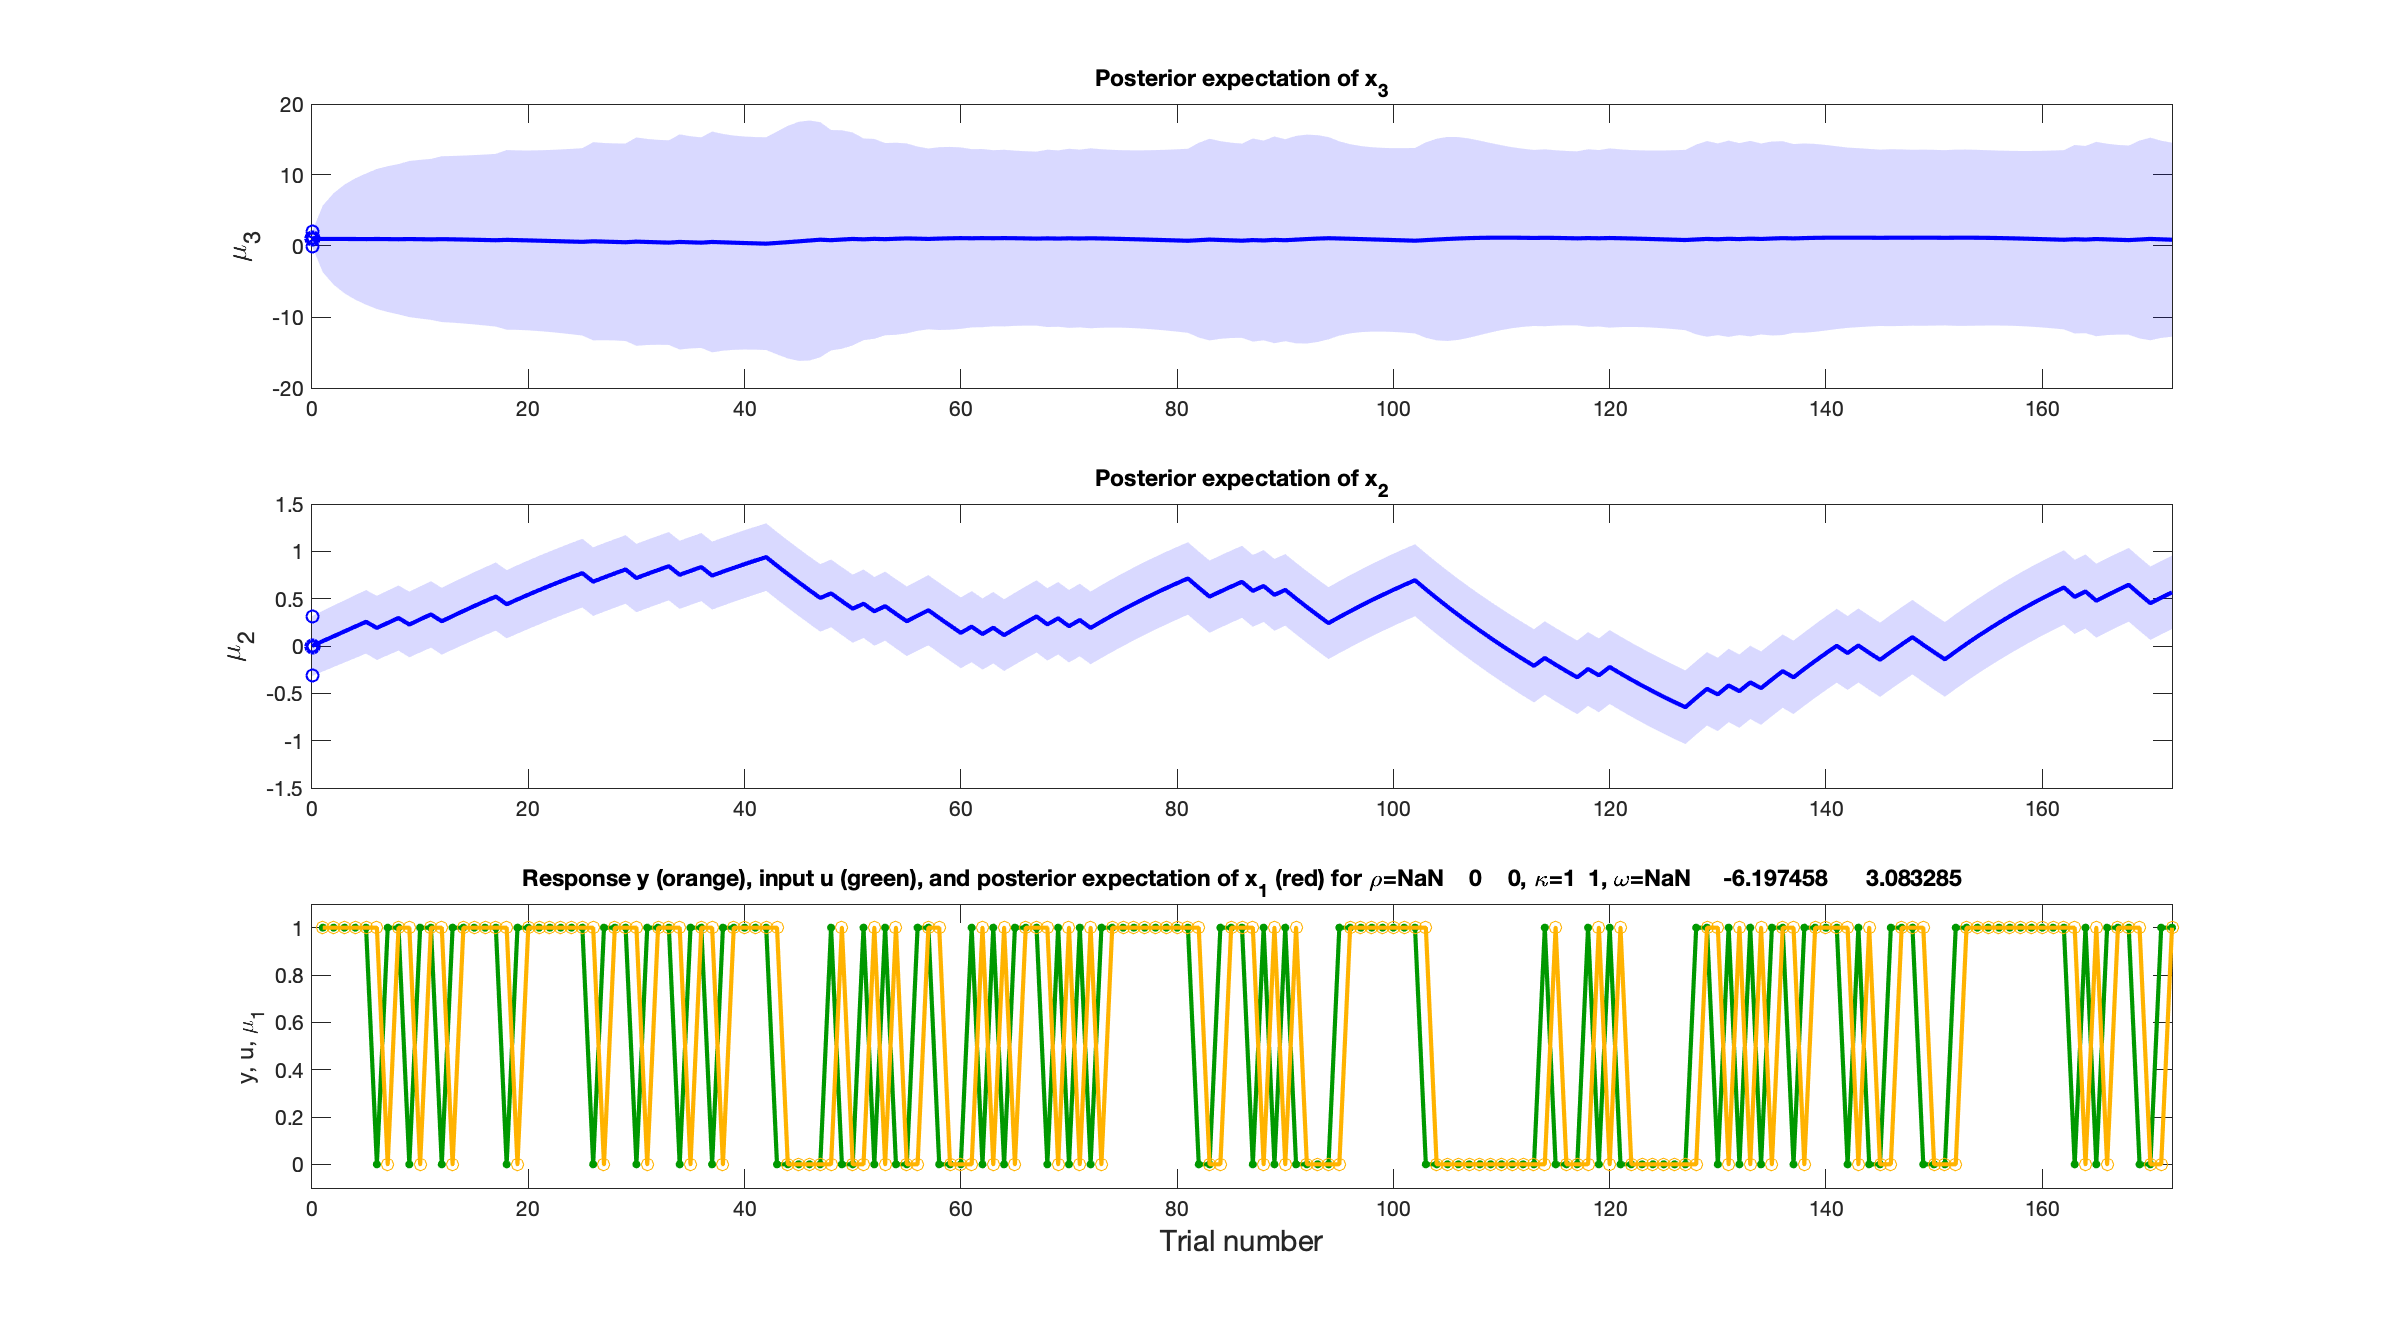 Posterior expectation of x3
20
10
0
-10
-20
μ3
0 20 40 60 80 100 120 140 160
Posterior expectation of x2
1.5
1
0.5
0
-0.5
-1
-1.5
μ2
0 20 40 60 80 100 120 140 160
Response y (orange), input u (green), and posterior expectation of x1 (red) for ρ=NaN 0 0, κ=1 1, ω=NaN -6.197458 3.083285
1
0.8
0.6
0.4
0.2
0
y, u, μ1
0 20 40 60 80 100 120 140 160
Trial number